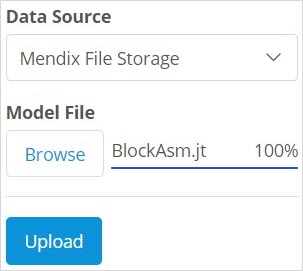 Data Source
Mendix File Storage
Model File
Browse BlockAsm.jt 100%
Upload